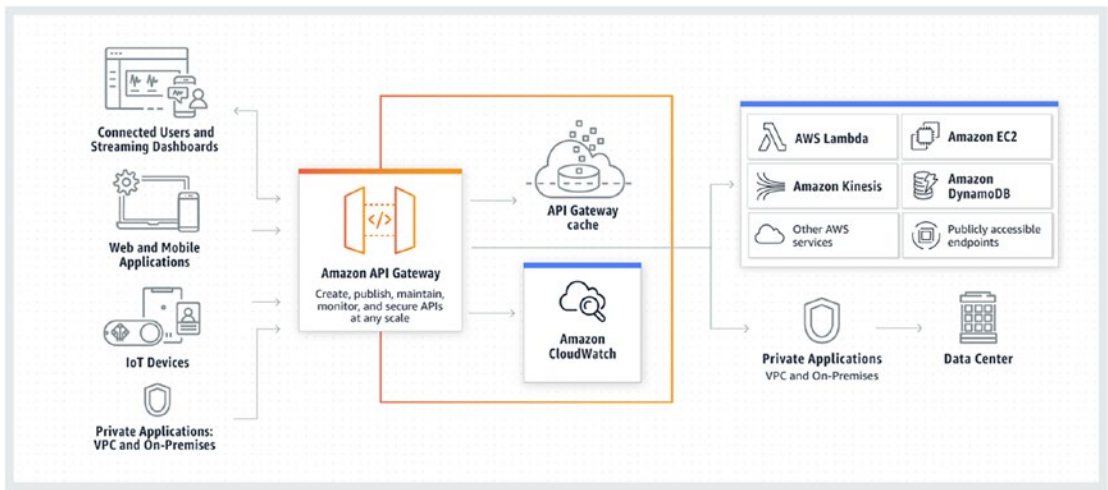 Connected Users and
Streaming Dashboards
Web and Mobile
Applications
IoT Devices
Private Applications:
VPC and On-Premises
</>
Amazon API Gateway
Create, publish, maintain,
monitor, and secure APIs
at any scale
API Gateway
cache
Amazon
CloudWatch
AWS Lambda
Amazon EC2
Amazon Kinesis
Amazon
DynamoDB
Other AWS
services
Publicly accessible
endpoints
Private Applications
VPC and On-Premises
Data Center